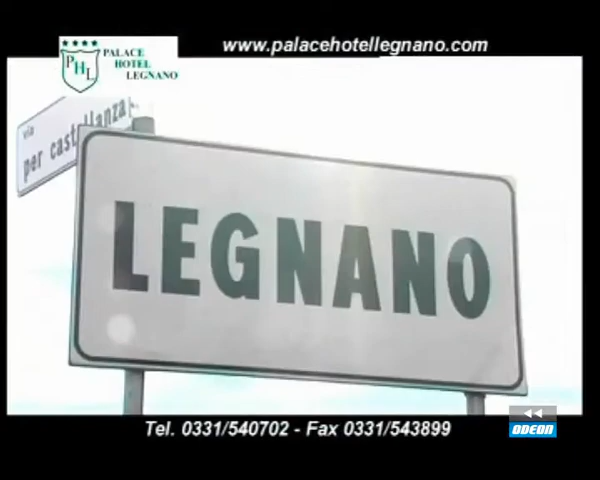 PALACE
HOTEL
LEGNANO
PHL
www.palacehotellegnano.com
via
per castellanza
LEGNANO
Tel. 0331/540702 - Fax 0331/543899
ODEON